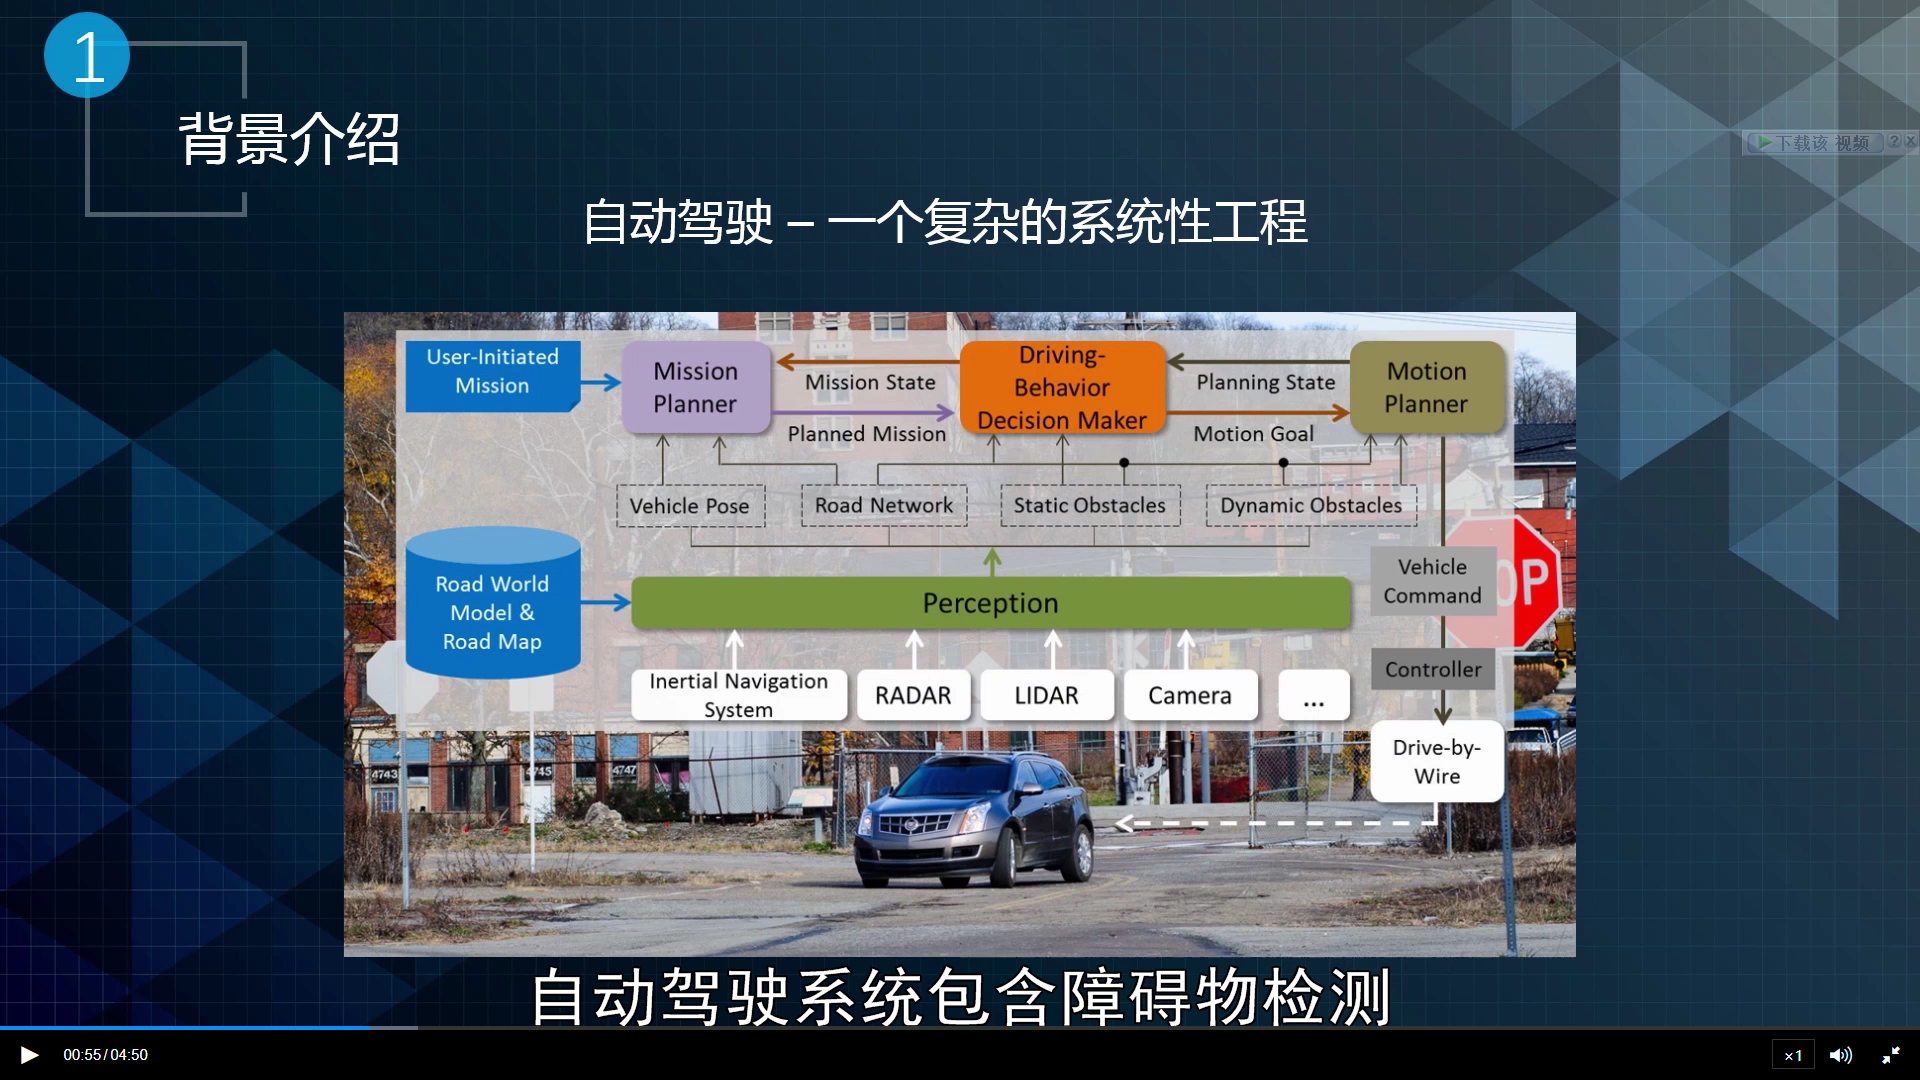 1
背景介绍
下载该 视频
自动驾驶 – 一个复杂的系统性工程
User-Initiated
Mission
Mission
Planner
Mission State
Planned Mission
Driving-
Behavior
Decision Maker
Planning State
Motion Goal
Motion
Planner
Vehicle Pose
Road Network
Static Obstacles
Dynamic Obstacles
Road World
Model &
Road Map
Perception
Vehicle
Command
OP
Inertial Navigation
System
RADAR
LIDAR
Camera
...
Controller
Drive-by-
Wire
4743
4745
4747
自动驾驶系统包含障碍物检测
00:55/04:50
×1